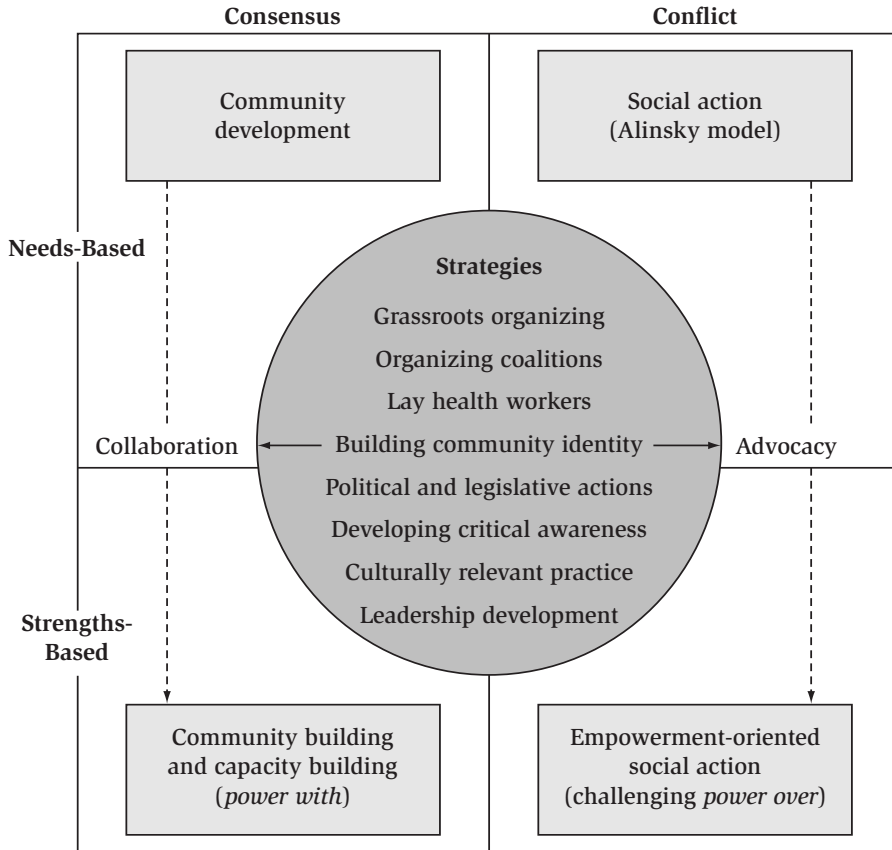 Consensus
Conflict
Community
development
Social action
(Alinsky model)
Needs-Based
Strategies
Grassroots organizing
Organizing coalitions
Lay health workers
Collaboration
Building community identity
Advocacy
Political and legislative actions
Developing critical awareness
Culturally relevant practice
Leadership development
Strengths-
Based
Community building
and capacity building
(power with)
Empowerment-oriented
social action
(challenging power over)